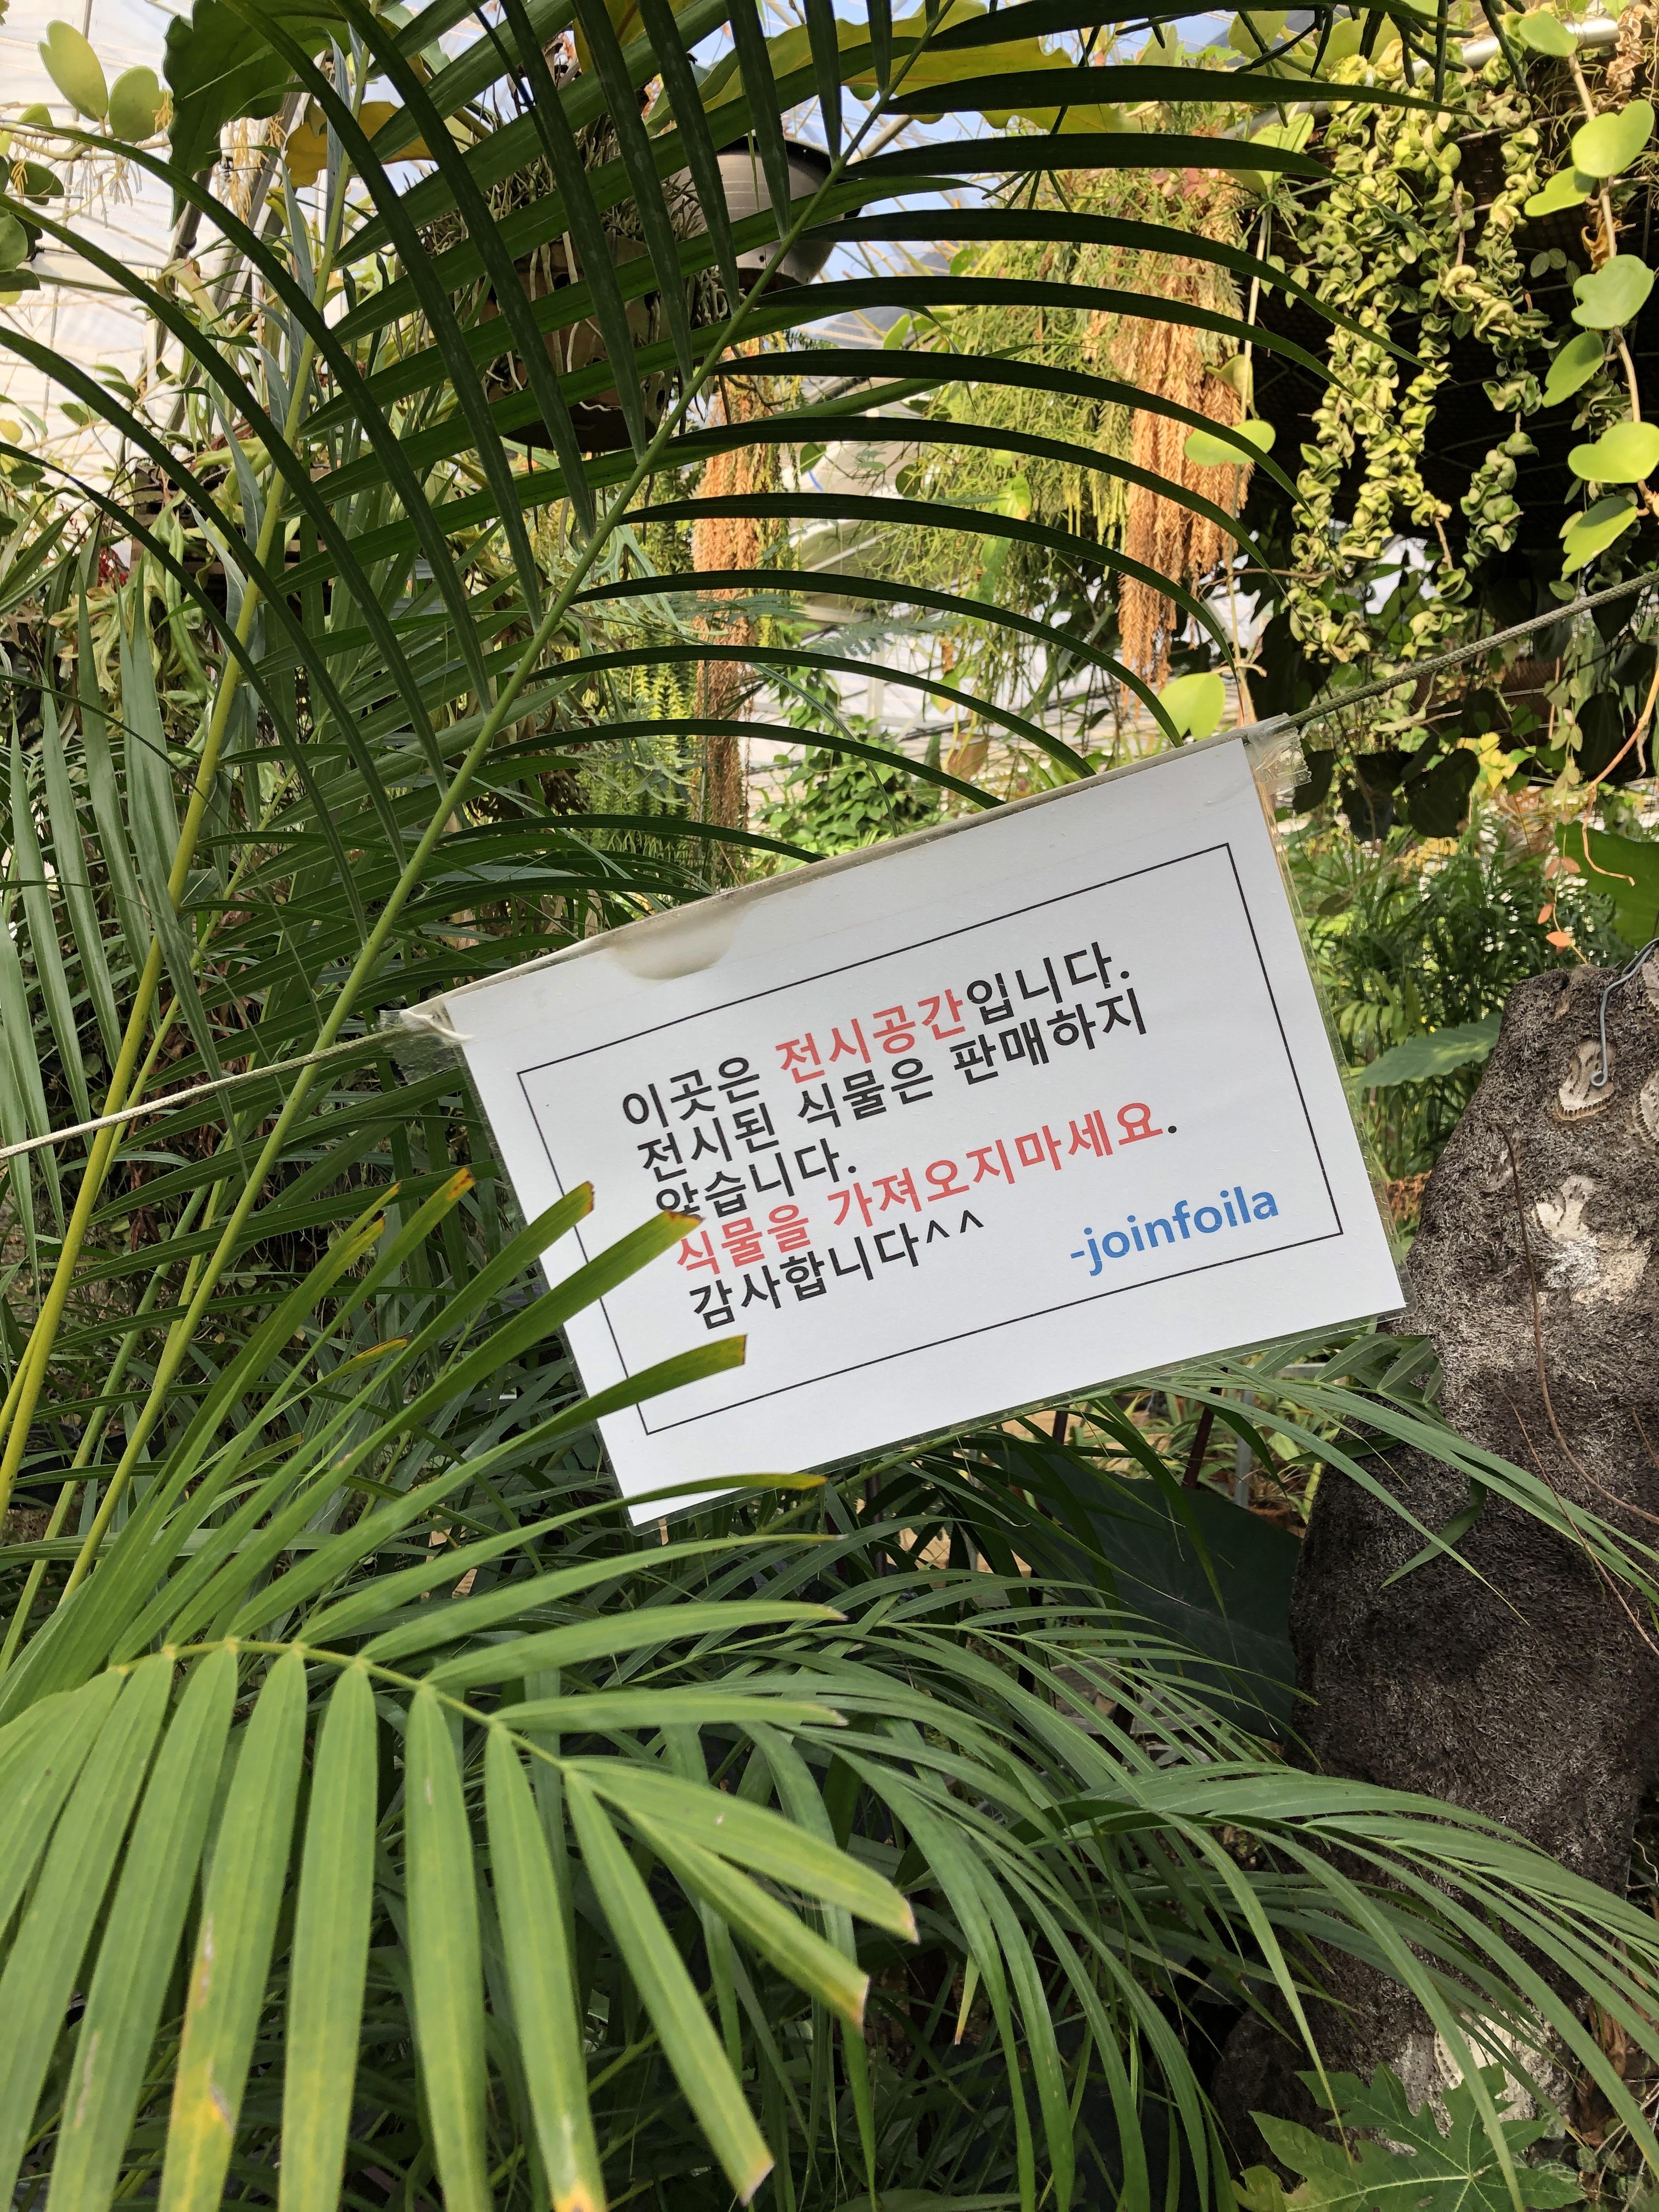 이곳은 전시공간입니다.
전시된 식물은 판매하지
않습니다.
식물을 가져오지마세요.
감사합니다^^
-joinfoila